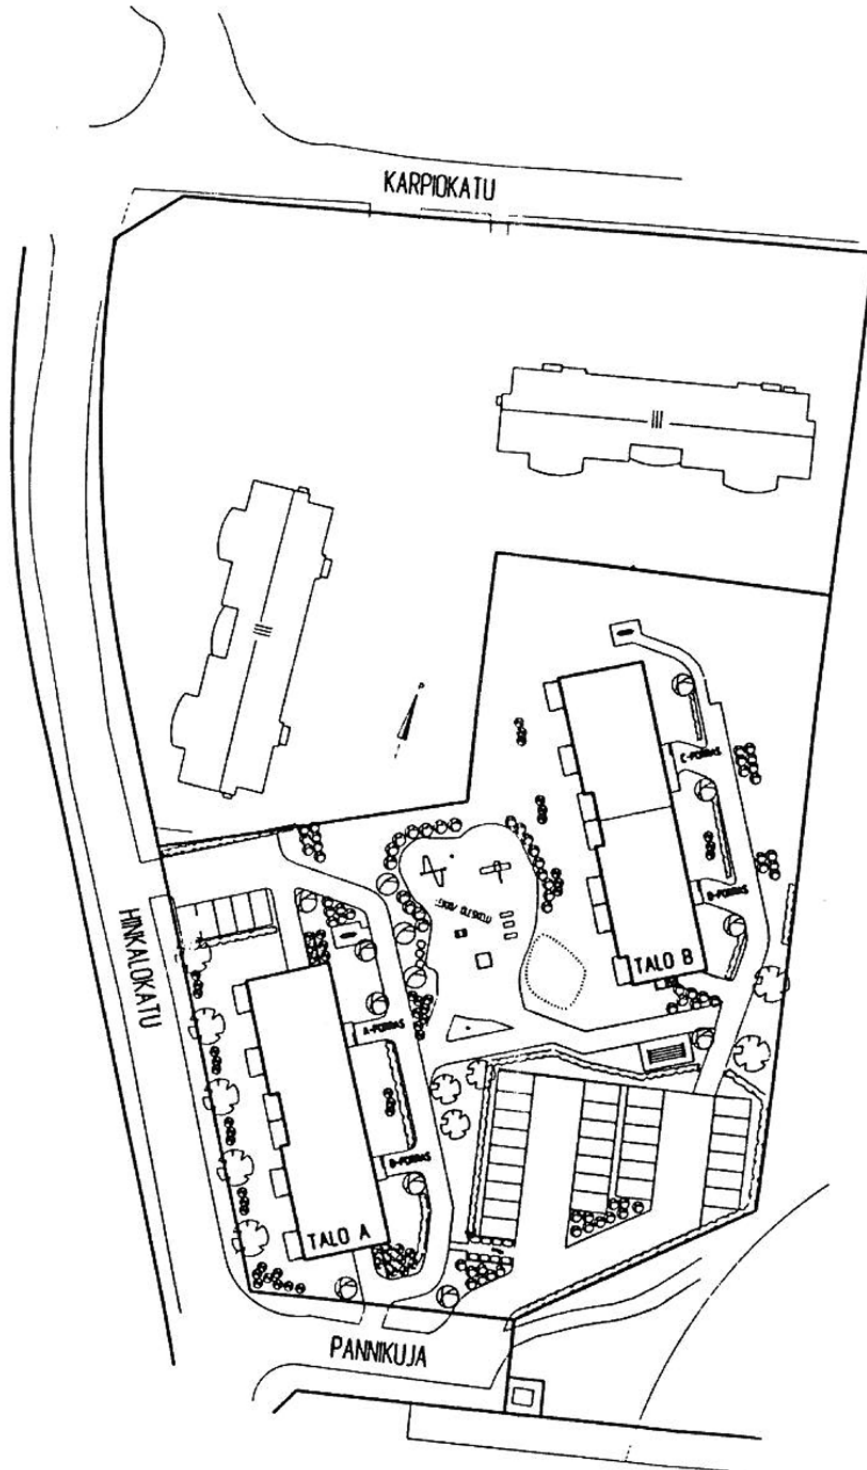 KARPIOKATU
P
C-PORRAS
HINKALOKATU
D-PORRAS
TALO B
A-PORRAS
B-PORRAS
TALO A
PANNIKUJA